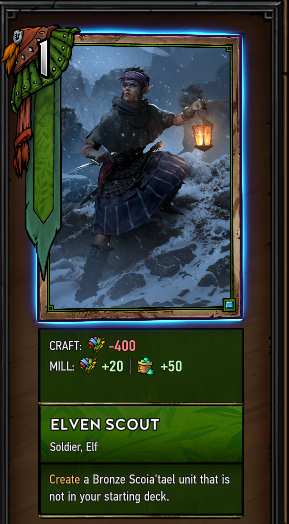 1
CRAFT: -400
MILL: +20 | +50
ELVEN SCOUT
Soldier, Elf
Create a Bronze Scoia'tael unit that is
not in your starting deck.